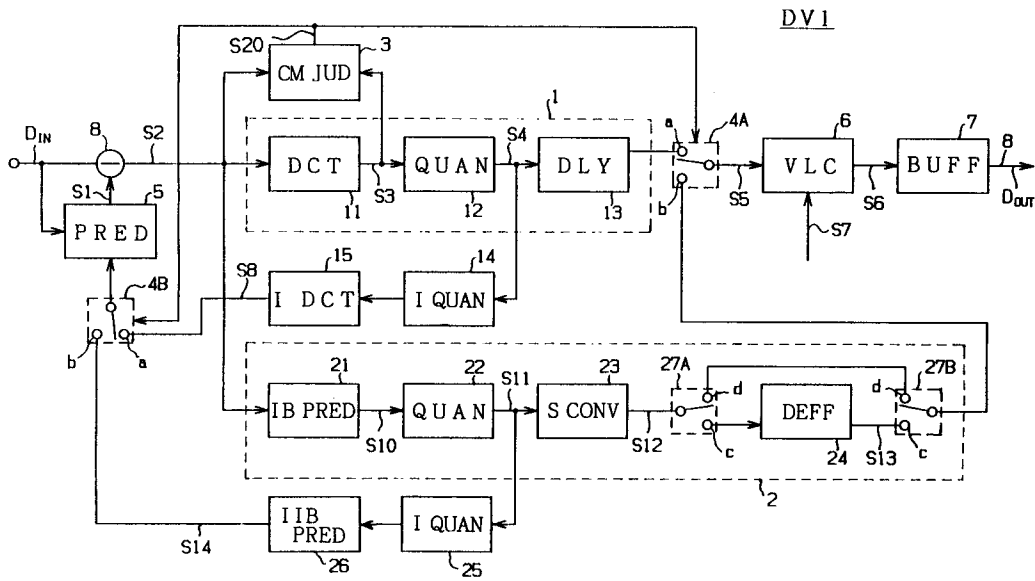 DV1
S20
3
CM JUD
1
DIN
8
S2
S4
a
4A
6
7
8
DCT
S3
QUAN
DLY
S5
VLC
S6
BUFF
DOUT
S1
5
11
12
13
b
PRED
S7
4B
S8
15
14
I DCT
I QUAN
b
a
21
22
S11
23
27A
27B
d
d
IB PRED
QUAN
S CONV
DEFF
S10
S12
c
24
S13
c
2
IIB
PRED
I QUAN
S14
26
25